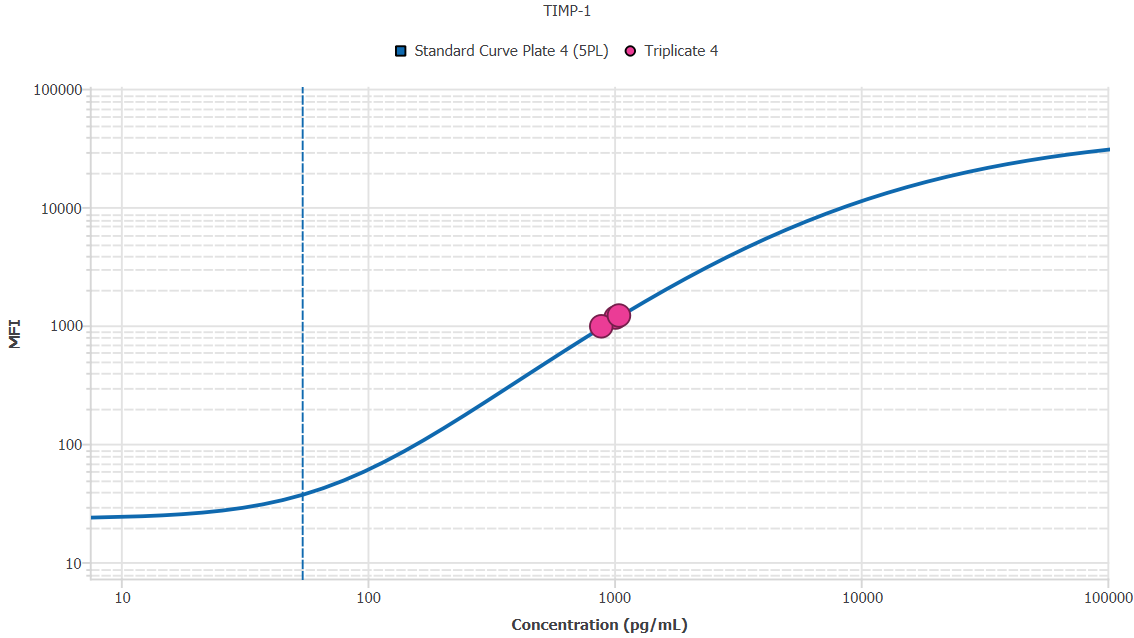 TIMP-1
Standard Curve Plate 4 (5PL) Triplicate 4
100000
10000
1000
100
10
MFI
10 100 1000 10000 100000
Concentration (pg/mL)